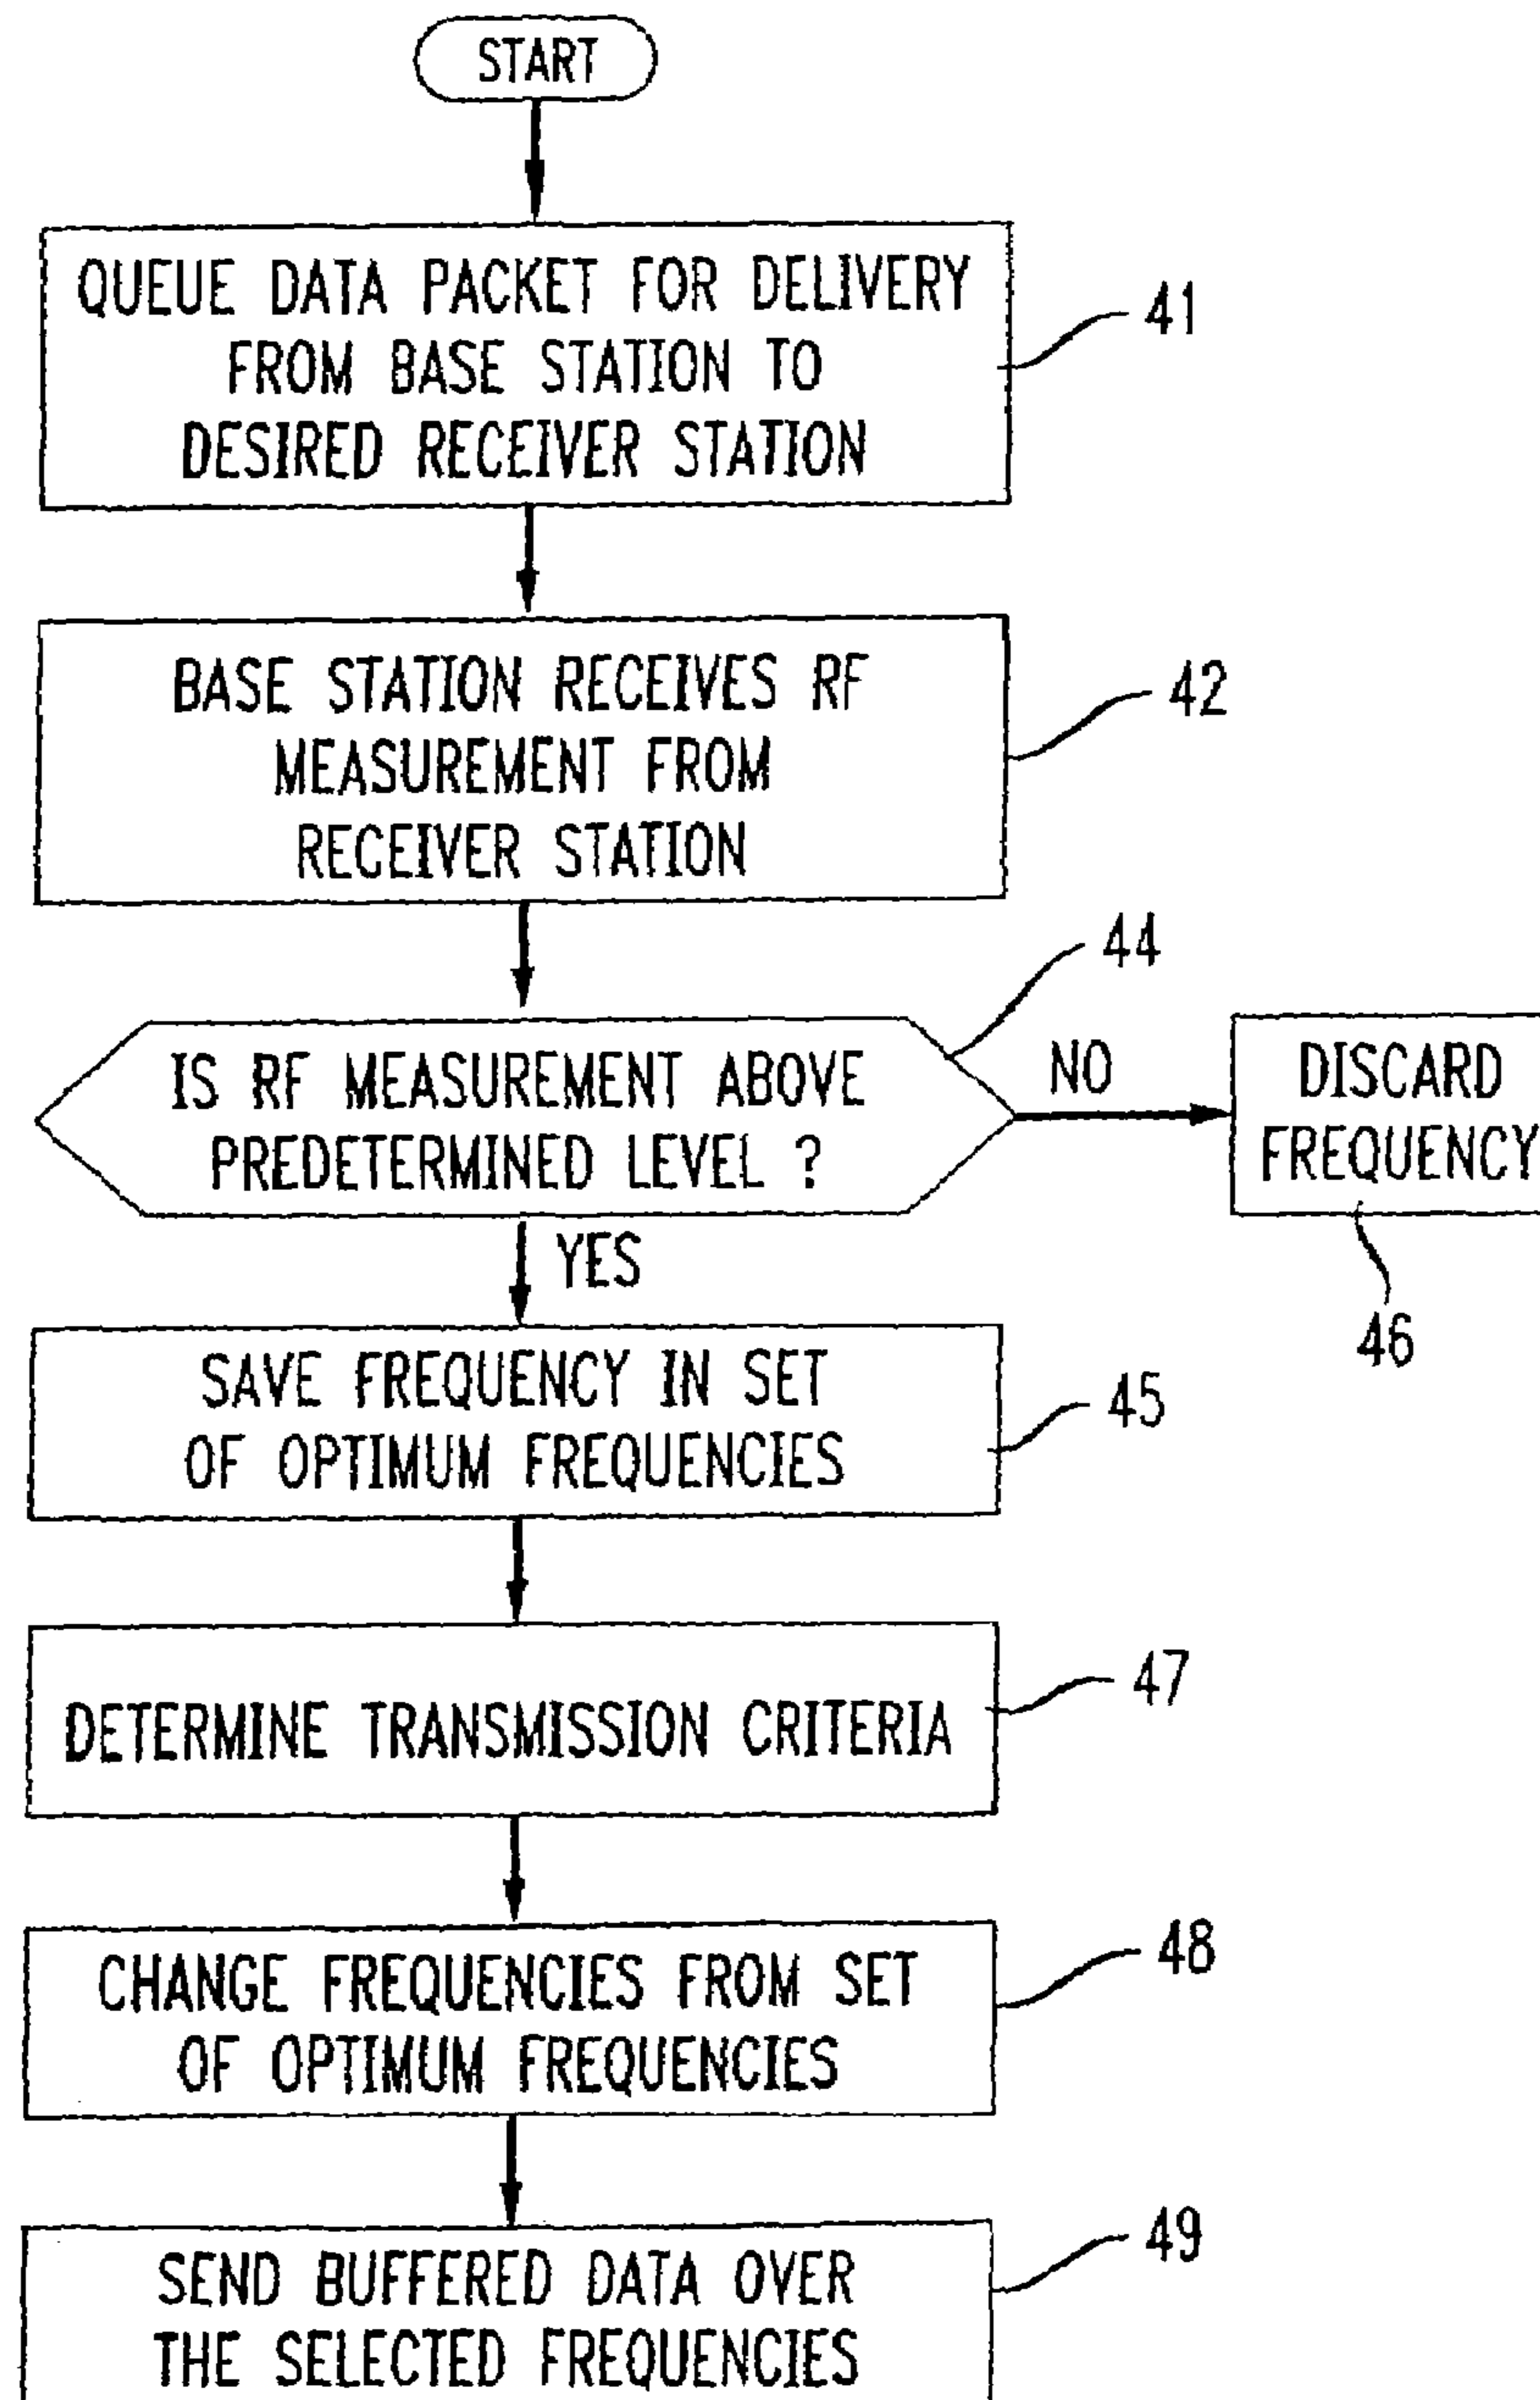 START
QUEUE DATA PACKET FOR DELIVERY
FROM BASE STATION TO
DESIRED RECEIVER STATION
41
BASE STATION RECEIVES RF
MEASUREMENT FROM
RECEIVER STATION
42
44
IS RF MEASUREMENT ABOVE
PREDETERMINED LEVEL ?
NO
DISCARD
FREQUENCY
46
YES
SAVE FREQUENCY IN SET
OF OPTIMUM FREQUENCIES
45
DETERMINE TRANSMISSION CRITERIA
47
CHANGE FREQUENCIES FROM SET
OF OPTIMUM FREQUENCIES
48
SEND BUFFERED DATA OVER
THE SELECTED FREQUENCIES
49